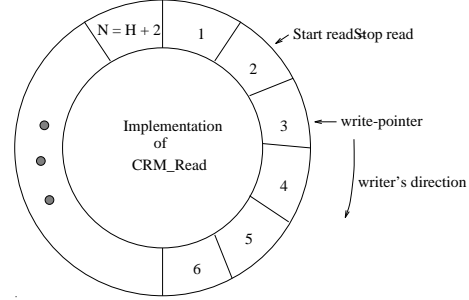 N = H + 2
1
Start read
Stop read
2
3
write-pointer
Implementation
of
CRM_Read
4
writer's direction
5
6